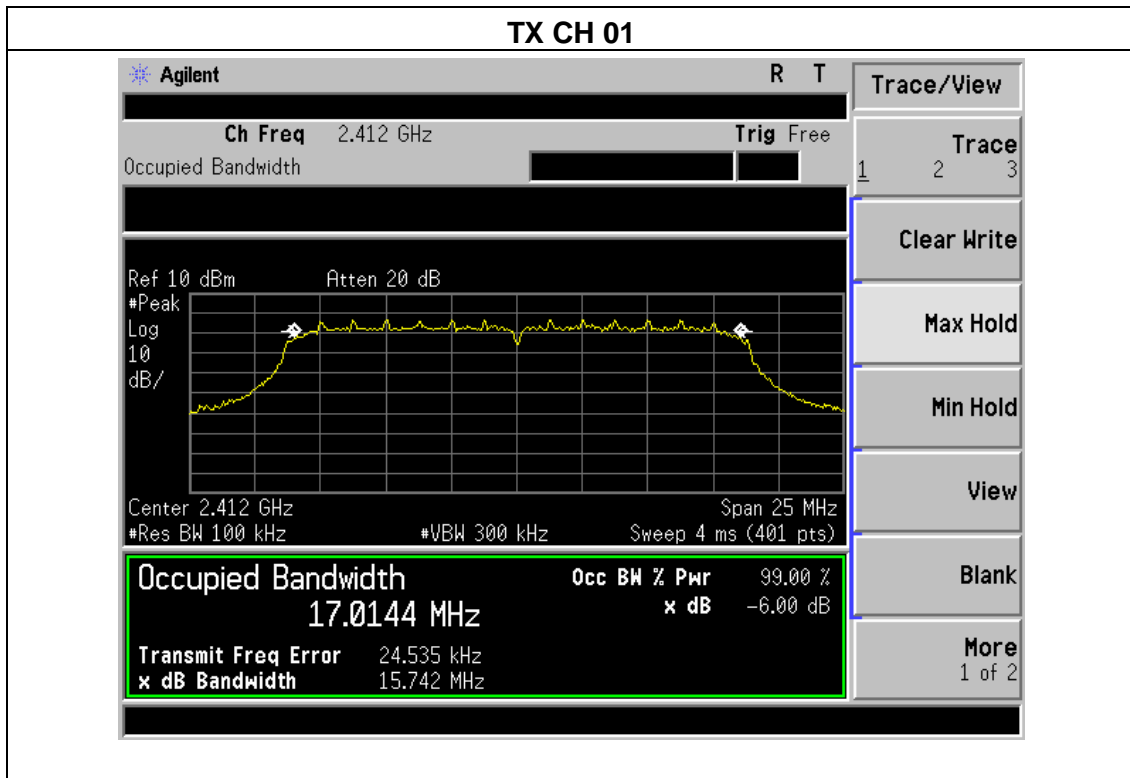 TX CH 01
Agilent R T
Ch Freq 2.412 GHz Trig Free
Occupied Bandwidth
Ref 10 dBm Atten 20 dB
#Peak
Log
10
dB/
Center 2.412 GHz Span 25 MHz
#Res BW 100 kHz #VBW 300 kHz Sweep 4 ms (401 pts)
Occupied Bandwidth
17.0144 MHz
Occ BW % Pwr 99.00 %
x dB -6.00 dB
Transmit Freq Error 24.535 kHz
x dB Bandwidth 15.742 MHz
Trace/View
Trace
1 2 3
Clear Write
Max Hold
Min Hold
View
Blank
More
1 of 2